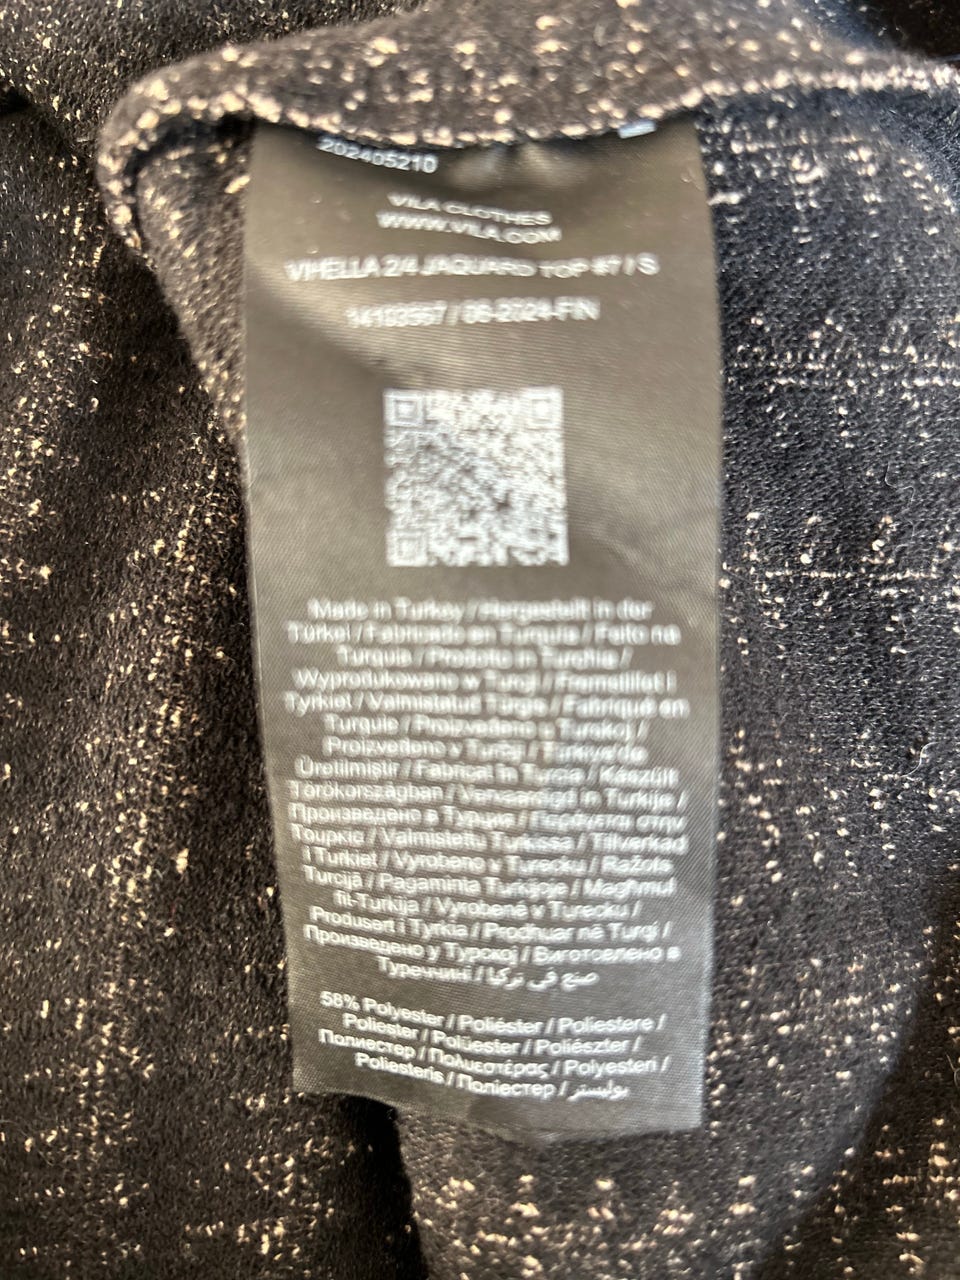 202405210
VILA CLOTHES
WWW.VILA.COM
VIHELLA 2/4 JAQUARD TOP #7 / S
14103567 / 06-2024-FIN
Made in Turkey / Hergestellt in der
Türkei / Fabricado en Turquía / Feito na
Turquia / Prodotto in Turchia /
Wyprodukowano w Turcji / Fremstillet i
Tyrkiet / Valmistatud Türgis / Fabriqué en
Turquie / Proizvedeno u Turskoj /
Proizvedeno v Turčiji / Türkiye'de
Üretilmiştir / Fabricat în Turcia / Készült
Törökországban / Vervaardigd in Turkije /
Произведено в Турция / Παράγεται στην
Τουρκία / Valmistettu Turkissa / Tillverkad
i Turkiet / Vyrobeno v Turecku / Ražots
Turcijā / Pagaminta Turkijoje / Magħmul
fit-Turkija / Vyrobené v Turecku /
Produsert i Tyrkia / Prodhuar në Turqi /
Произведено у Турској / Виготовлено в
Туреччині / صنع في تركيا
58% Polyester / Poliéster / Poliestere /
Poliester / Polüester / Poliészter /
Полиестер / Πολυεστέρας / Polyesteri /
Poliesteris / Поліестер / بوليستر